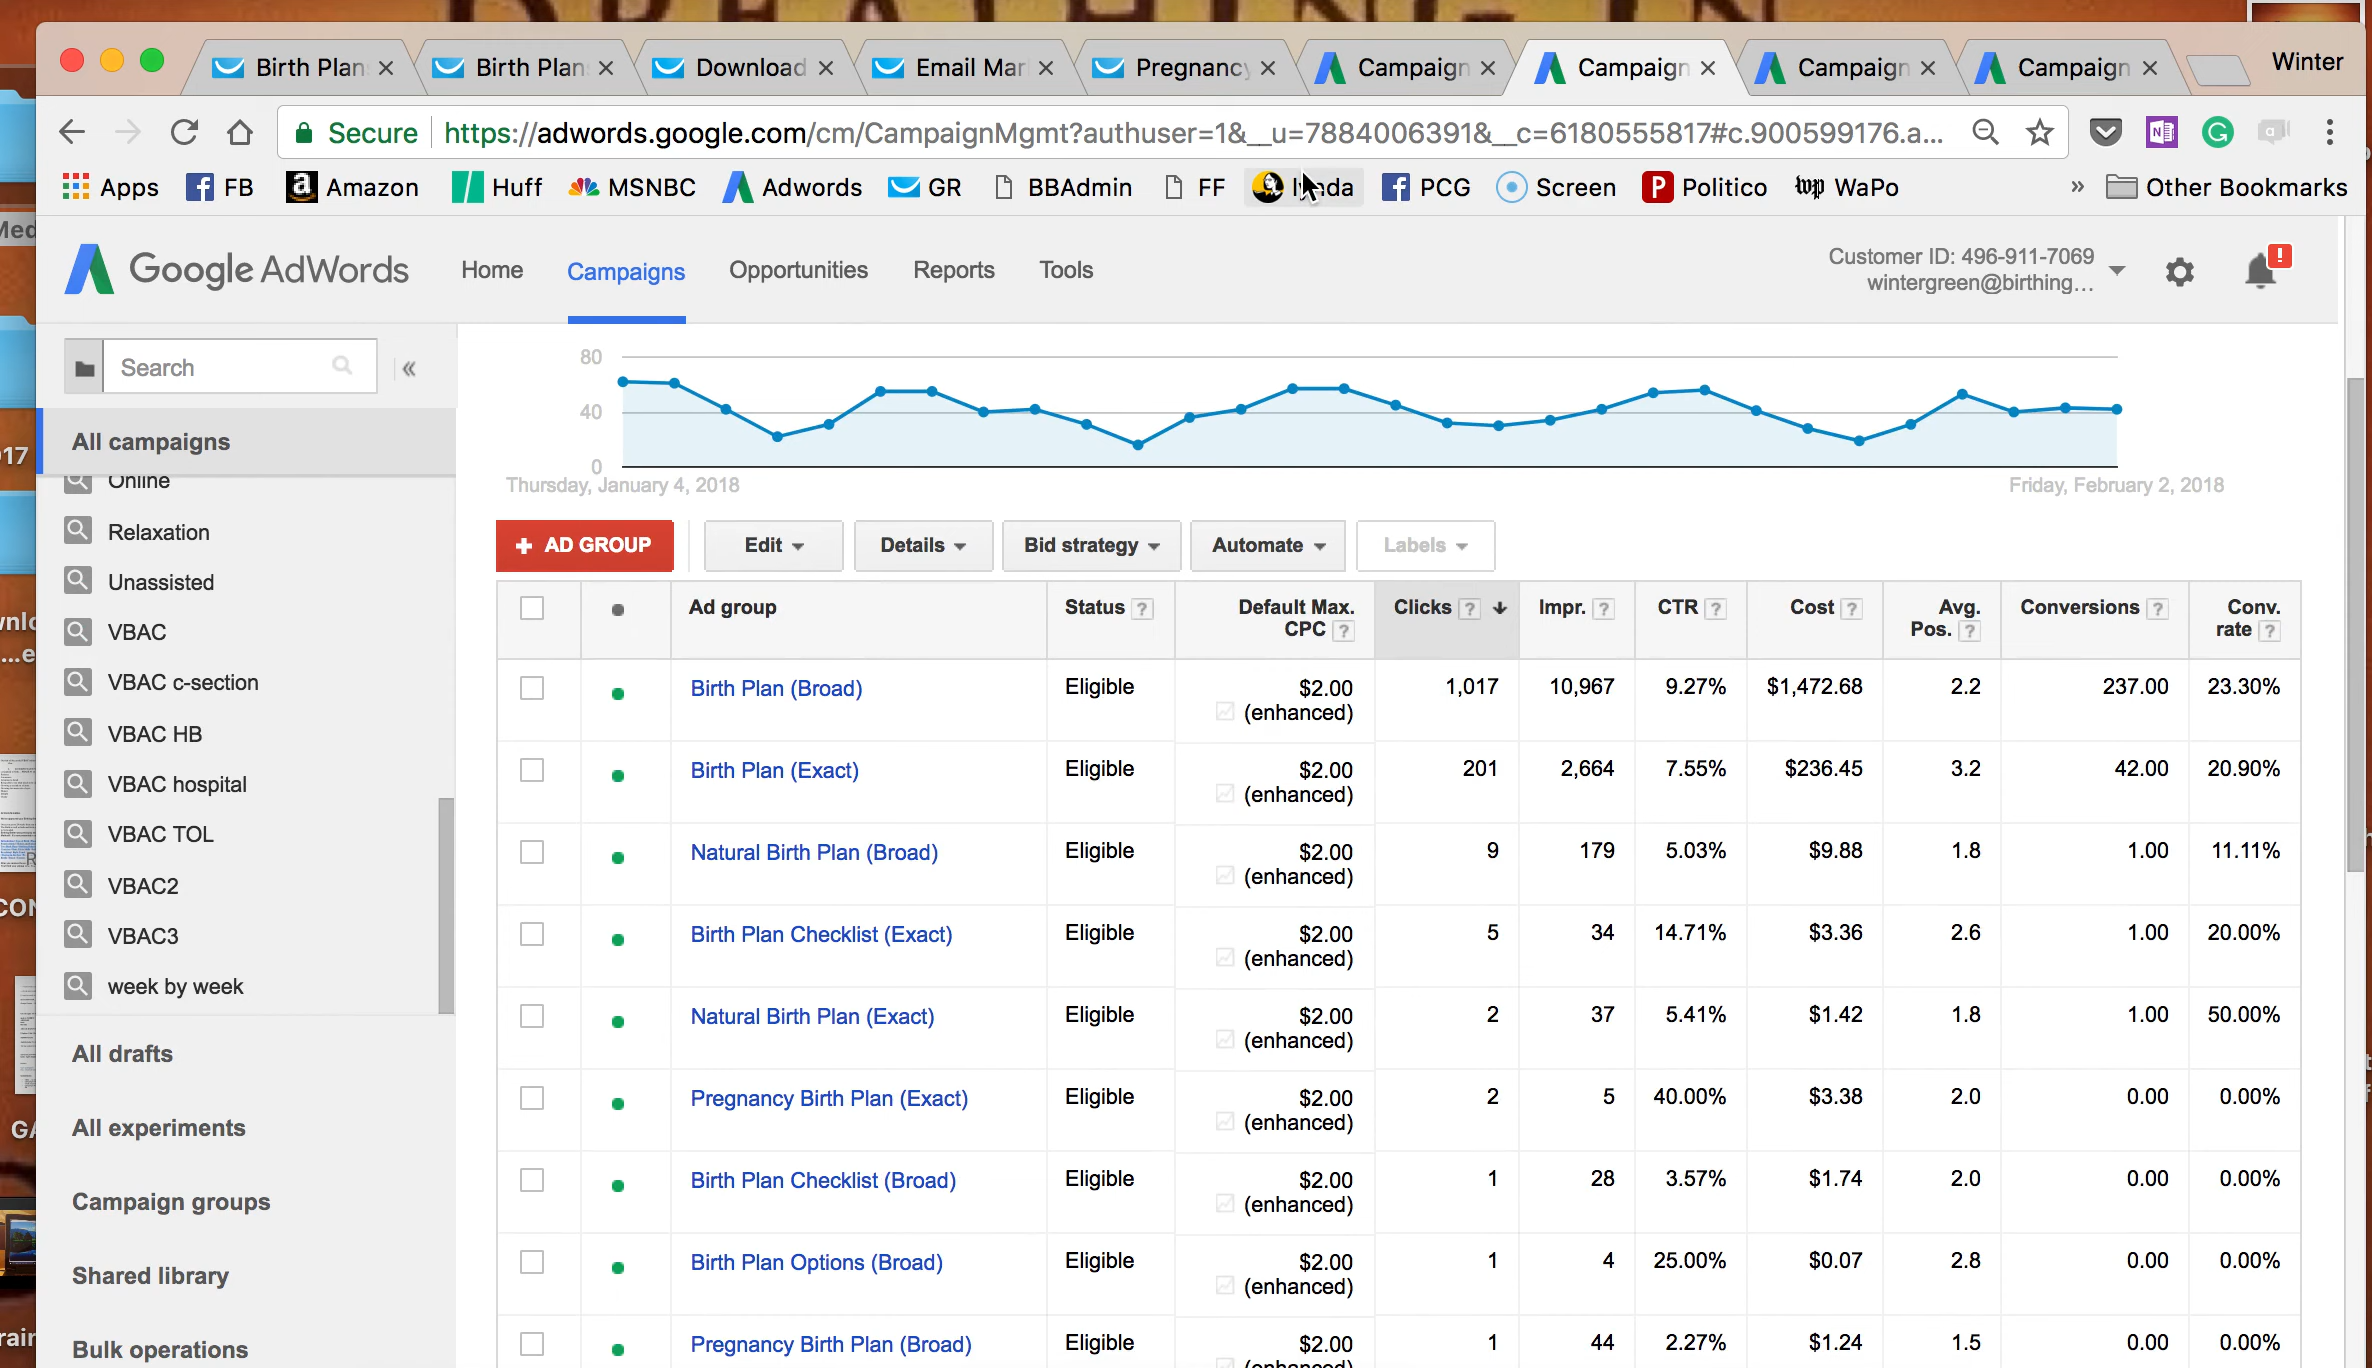 Birth Plan
Birth Plan
Download
Email Mar
Pregnancy
Campaign
Campaign
Campaign
Campaign
Winter
Secure
https://adwords.google.com/cm/CampaignMgmt?authuser=1&__u=7884006391&__c=6180555817#c.900599176.a...
Apps FB Amazon Huff MSNBC Adwords GR BBAdmin FF PCG Screen Politico WaPo » Other Bookmarks
Google AdWords
Home
Campaigns
Opportunities
Reports
Tools
Customer ID: 496-911-7069
wintergreen@birthing...
Search
All campaigns
Online
Relaxation
Unassisted
VBAC
VBAC c-section
VBAC HB
VBAC hospital
VBAC TOL
VBAC2
VBAC3
week by week
All drafts
All experiments
Campaign groups
Shared library
Bulk operations
80
40
0
Thursday, January 4, 2018
Friday, February 2, 2018
+ AD GROUP
Edit
Details
Bid strategy
Automate
Labels
Ad group Status ? Default Max. CPC ? Clicks ? Impr. ? CTR ? Cost ? Avg. Pos. ? Conversions ? Conv. rate ?
Birth Plan (Broad) Eligible $2.00 (enhanced) 1,017 10,967 9.27% $1,472.68 2.2 237.00 23.30%
Birth Plan (Exact) Eligible $2.00 (enhanced) 201 2,664 7.55% $236.45 3.2 42.00 20.90%
Natural Birth Plan (Broad) Eligible $2.00 (enhanced) 9 179 5.03% $9.88 1.8 1.00 11.11%
Birth Plan Checklist (Exact) Eligible $2.00 (enhanced) 5 34 14.71% $3.36 2.6 1.00 20.00%
Natural Birth Plan (Exact) Eligible $2.00 (enhanced) 2 37 5.41% $1.42 1.8 1.00 50.00%
Pregnancy Birth Plan (Exact) Eligible $2.00 (enhanced) 2 5 40.00% $3.38 2.0 0.00 0.00%
Birth Plan Checklist (Broad) Eligible $2.00 (enhanced) 1 28 3.57% $1.74 2.0 0.00 0.00%
Birth Plan Options (Broad) Eligible $2.00 (enhanced) 1 4 25.00% $0.07 2.8 0.00 0.00%
Pregnancy Birth Plan (Broad) Eligible $2.00 1 44 2.27% $1.24 1.5 0.00 0.00%